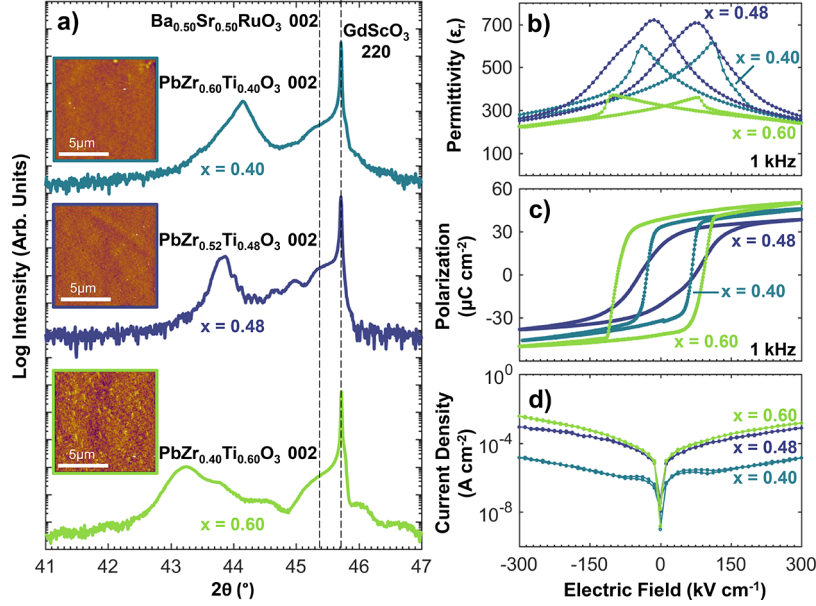 a)
Ba0.50Sr0.50RuO3 002
GdScO3
220
PbZr0.60Ti0.40O3 002
5µm
x = 0.40
PbZr0.52Ti0.48O3 002
5µm
x = 0.48
PbZr0.40Ti0.60O3 002
5µm
x = 0.60
Log Intensity (Arb. Units)
41 42 43 44 45 46 47
2θ (°)
b)
x = 0.48
x = 0.40
x = 0.60
1 kHz
Permittivity (εr)
700
500
300
100
c)
x = 0.48
x = 0.40
x = 0.60
1 kHz
Polarization
(µC cm-2)
60
30
0
-30
d)
x = 0.60
x = 0.48
x = 0.40
Current Density
(A cm-2)
10^0
10^-4
10^-8
-300 -150 0 150 300
Electric Field (kV cm-1)